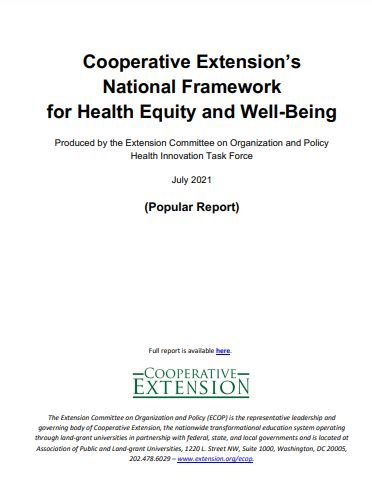 Cooperative Extension's
National Framework
for Health Equity and Well-Being
Produced by the Extension Committee on Organization and Policy
Health Innovation Task Force
July 2021
(Popular Report)
Full report is available here.
COOPERATIVE
EXTENSION
The Extension Committee on Organization and Policy (ECOP) is the representative leadership and
governing body of Cooperative Extension, the nationwide transformational education system operating
through land-grant universities in partnership with federal, state, and local governments and is located at
Association of Public and Land-grant Universities, 1220 L. Street NW, Suite 1000, Washington, DC 20005,
202.478.6029 – www.extension.org/ecop.